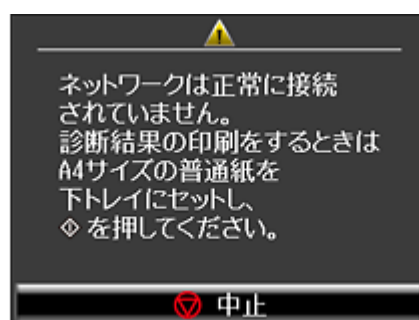 ネットワークは正常に接続
されていません。
診断結果の印刷をするときは
A4サイズの普通紙を
下トレイにセットし、
を押してください。
中止